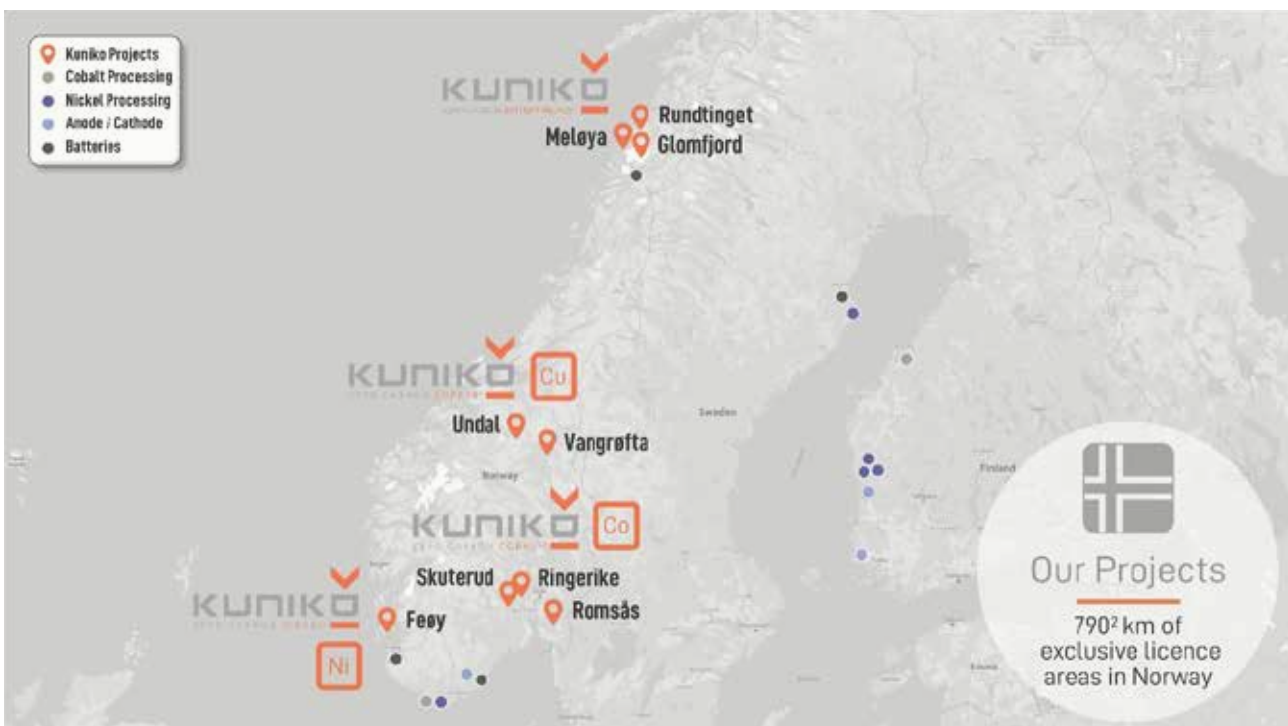 Kuniko Projects
Cobalt Processing
Nickel Processing
Anode / Cathode
Batteries
KUNIKO
Rundtinget
Meløya
Glomfjord
KUNIKO
Cu
Undal
Vangrøfta
Sweden
Norway
Finland
KUNIKO
Co
Skuterud
Ringerike
Romsås
KUNIKO
Feøy
Ni
Our Projects
790² km of
exclusive licence
areas in Norway